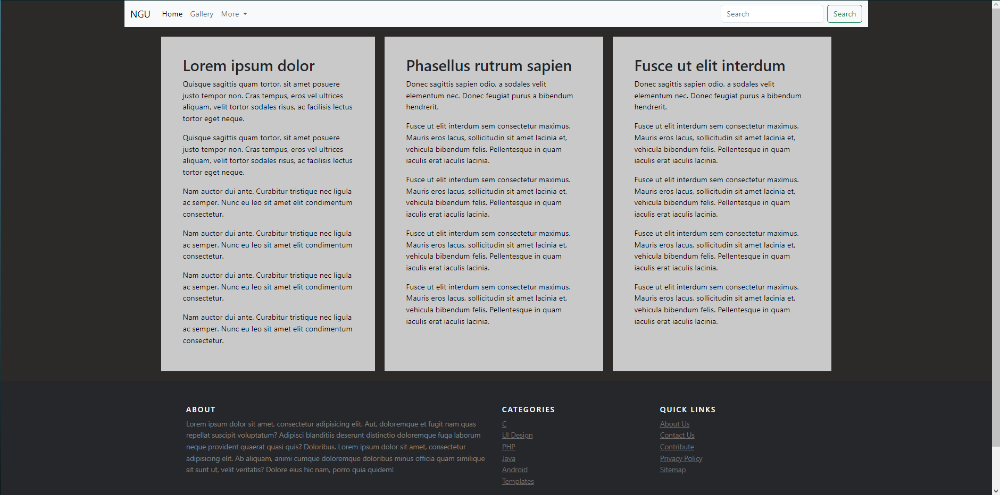 NGU Home Gallery More Search Search
Lorem ipsum dolor
Quisque sagittis quam tortor, sit amet posuere
justo tempor non. Cras tempus, eros vel ultrices
aliquam, velit tortor sodales risus, ac facilisis lectus
tortor eget neque.
Quisque sagittis quam tortor, sit amet posuere
justo tempor non. Cras tempus, eros vel ultrices
aliquam, velit tortor sodales risus, ac facilisis lectus
tortor eget neque.
Nam auctor dui ante. Curabitur tristique nec ligula
ac semper. Nunc eu leo sit amet elit condimentum
consectetur.
Nam auctor dui ante. Curabitur tristique nec ligula
ac semper. Nunc eu leo sit amet elit condimentum
consectetur.
Nam auctor dui ante. Curabitur tristique nec ligula
ac semper. Nunc eu leo sit amet elit condimentum
consectetur.
Nam auctor dui ante. Curabitur tristique nec ligula
ac semper. Nunc eu leo sit amet elit condimentum
consectetur.
Phasellus rutrum sapien
Donec sagittis sapien odio, a sodales velit
elementum nec. Donec feugiat purus a bibendum
hendrerit.
Fusce ut elit interdum sem consectetur maximus.
Mauris eros lacus, sollicitudin sit amet lacinia et,
vehicula bibendum felis. Pellentesque in quam
iaculis erat iaculis lacinia.
Fusce ut elit interdum sem consectetur maximus.
Mauris eros lacus, sollicitudin sit amet lacinia et,
vehicula bibendum felis. Pellentesque in quam
iaculis erat iaculis lacinia.
Fusce ut elit interdum sem consectetur maximus.
Mauris eros lacus, sollicitudin sit amet lacinia et,
vehicula bibendum felis. Pellentesque in quam
iaculis erat iaculis lacinia.
Fusce ut elit interdum sem consectetur maximus.
Mauris eros lacus, sollicitudin sit amet lacinia et,
vehicula bibendum felis. Pellentesque in quam
iaculis erat iaculis lacinia.
Fusce ut elit interdum
Donec sagittis sapien odio, a sodales velit
elementum nec. Donec feugiat purus a bibendum
hendrerit.
Fusce ut elit interdum sem consectetur maximus.
Mauris eros lacus, sollicitudin sit amet lacinia et,
vehicula bibendum felis. Pellentesque in quam
iaculis erat iaculis lacinia.
Fusce ut elit interdum sem consectetur maximus.
Mauris eros lacus, sollicitudin sit amet lacinia et,
vehicula bibendum felis. Pellentesque in quam
iaculis erat iaculis lacinia.
Fusce ut elit interdum sem consectetur maximus.
Mauris eros lacus, sollicitudin sit amet lacinia et,
vehicula bibendum felis. Pellentesque in quam
iaculis erat iaculis lacinia.
Fusce ut elit interdum sem consectetur maximus.
Mauris eros lacus, sollicitudin sit amet lacinia et,
vehicula bibendum felis. Pellentesque in quam
iaculis erat iaculis lacinia.
ABOUT
Lorem ipsum dolor sit amet, consectetur adipisicing elit. Aut, doloremque et fugit nam quas
repellat suscipit voluptatum? Adipisci blanditiis deserunt distinctio doloremque fuga laborum
neque provident quaerat quasi quis? Doloribus. Lorem ipsum dolor sit amet, consectetur
adipisicing elit. Ab aliquam, animi cumque doloremque doloribus minus officia quam similique
sit sunt ut, velit veritatis? Dolore eius hic nam, porro quia quidem!
CATEGORIES
C
UI Design
PHP
Java
Android
Templates
QUICK LINKS
About Us
Contact Us
Contribute
Privacy Policy
Sitemap